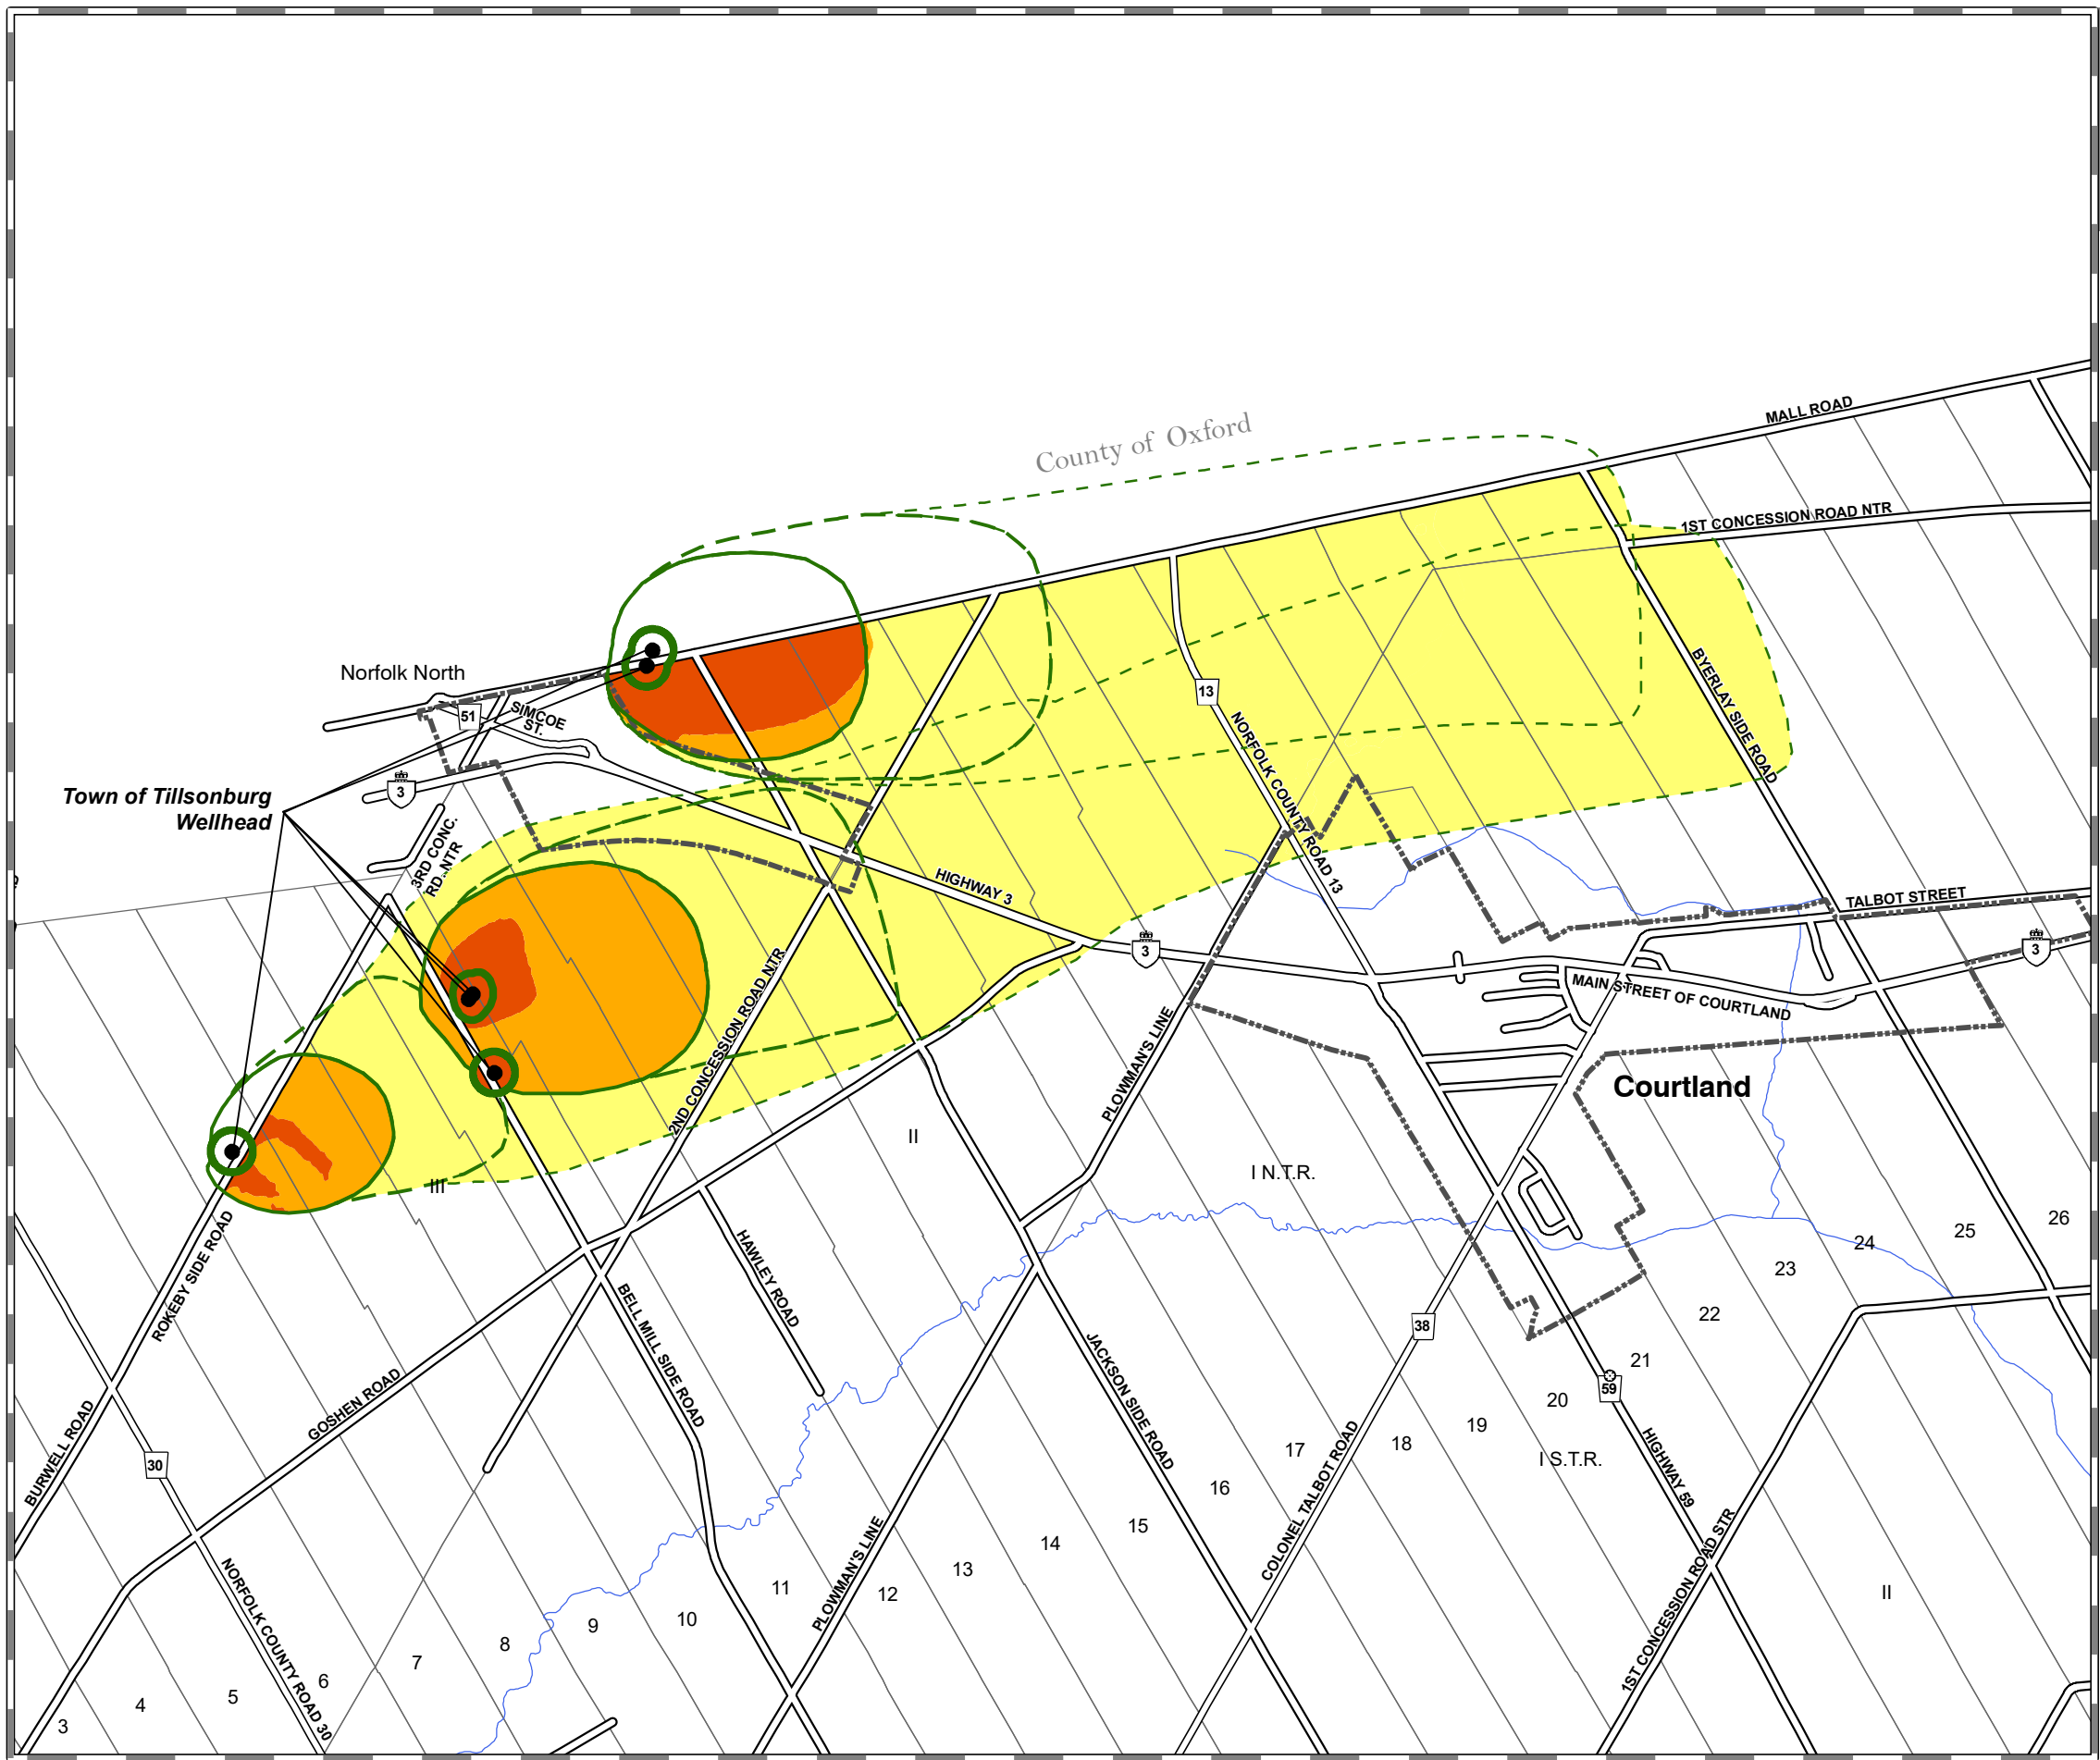 County of Oxford
MALL ROAD
1ST CONCESSION ROAD NTR
Norfolk North
51
SIMCOE
ST.
13
BYERLAY SIDE ROAD
NORFOLK COUNTY ROAD 13
3
Town of Tillsonburg
Wellhead
3RD CONC.
RD. NTR
HIGHWAY 3
TALBOT STREET
3
3
MAIN STREET OF COURTLAND
2ND CONCESSION ROAD NTR
PLOWMAN'S LINE
Courtland
II
I N.T.R.
III
ROKEBY SIDE ROAD
HAWLEY ROAD
26
25
24
23
22
BELL MILL SIDE ROAD
38
JACKSON SIDE ROAD
21
59
20
GOSHEN ROAD
BURWELL ROAD
30
19
18
17
I S.T.R.
HIGHWAY 59
COLONEL TALBOT ROAD
16
15
14
13
12
11
PLOWMAN'S LINE
1ST CONCESSION ROAD STR
II
NORFOLK COUNTY ROAD 30
10
9
8
7
6
5
4
3